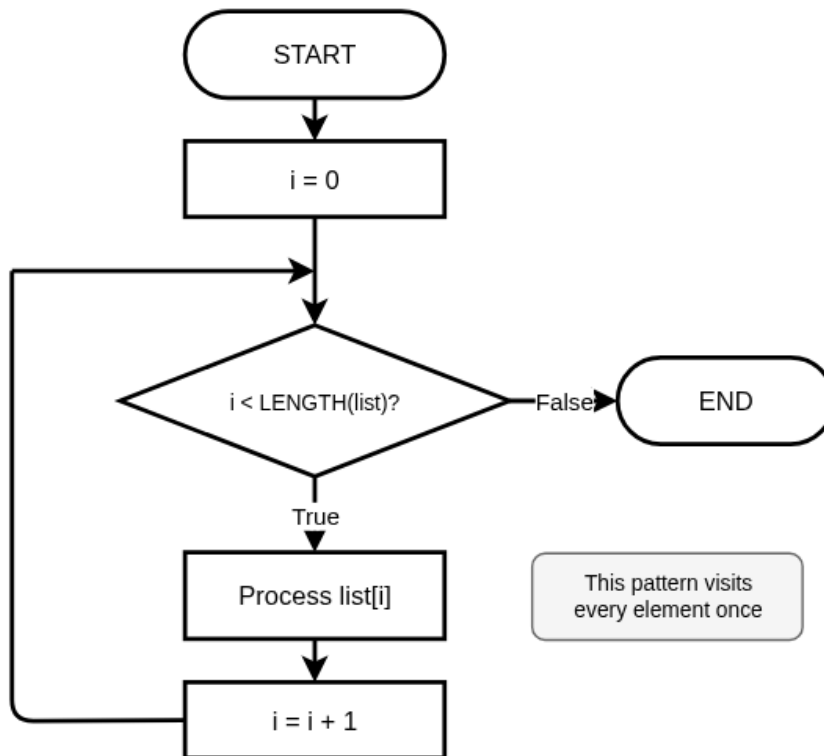 START
i = 0
i < LENGTH(list)?
False
END
True
Process list[i]
This pattern visits
every element once
i = i + 1